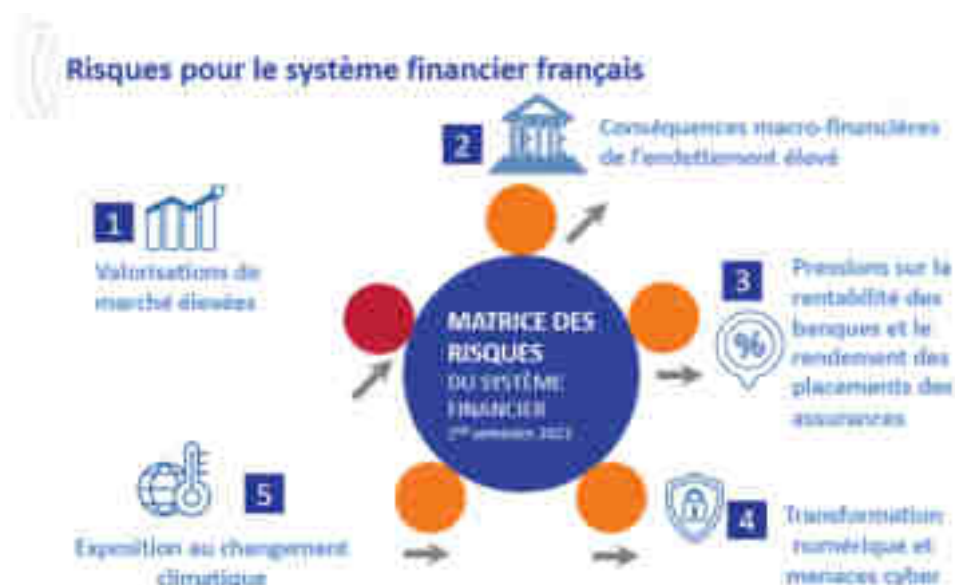 Risques pour le système financier français
2
Conséquences macro-financières
de l'endettement élevé
1
Valorisations de
marché élevées
3
Pressions sur la
rentabilité des
banques et le
rendement des
placements des
assurances
%
MATRICE DES
RISQUES
DU SYSTÈME
FINANCIER
semestre
5
Exposition au changement
climatique
4
Transformation
numérique et
menaces cyber